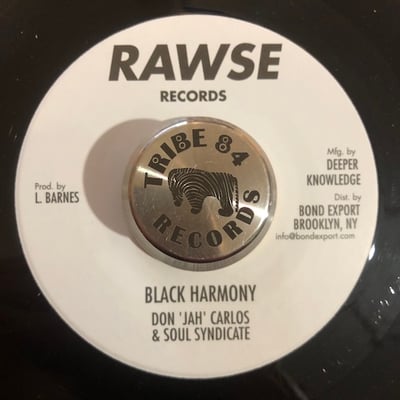 RAWSE
RECORDS
Prod. by
L. BARNES
TRIBE 84
RECORDS
Mfg. by
DEEPER
KNOWLEDGE
Dist. by
BOND EXPORT
BROOKLYN, NY
info@bondexport.com
BLACK HARMONY
DON 'JAH' CARLOS
& SOUL SYNDICATE